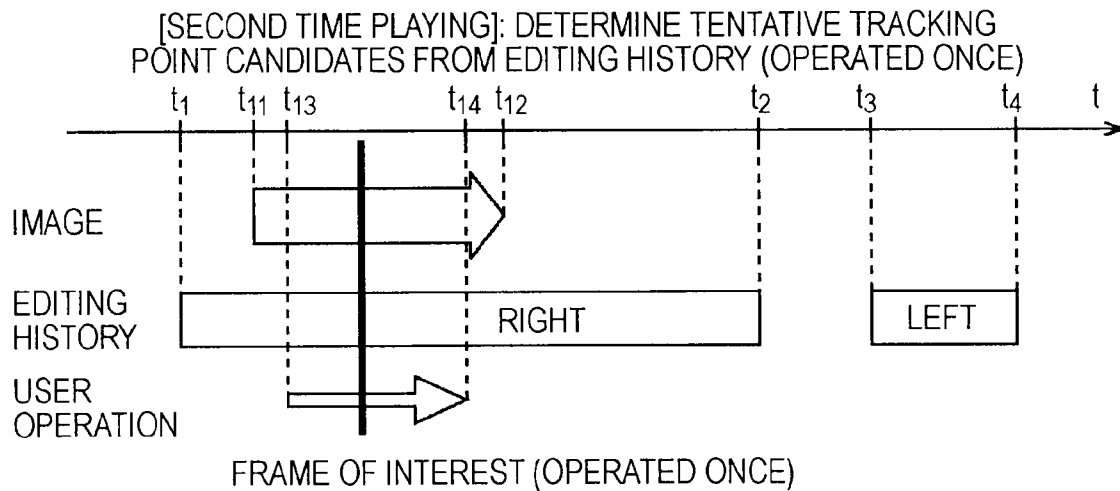 [SECOND TIME PLAYING]: DETERMINE TENTATIVE TRACKING
POINT CANDIDATES FROM EDITING HISTORY (OPERATED ONCE)
t1 t11 t13 t14 t12 t2 t3 t4 t
IMAGE
EDITING
HISTORY
RIGHT
LEFT
USER
OPERATION
FRAME OF INTEREST (OPERATED ONCE)